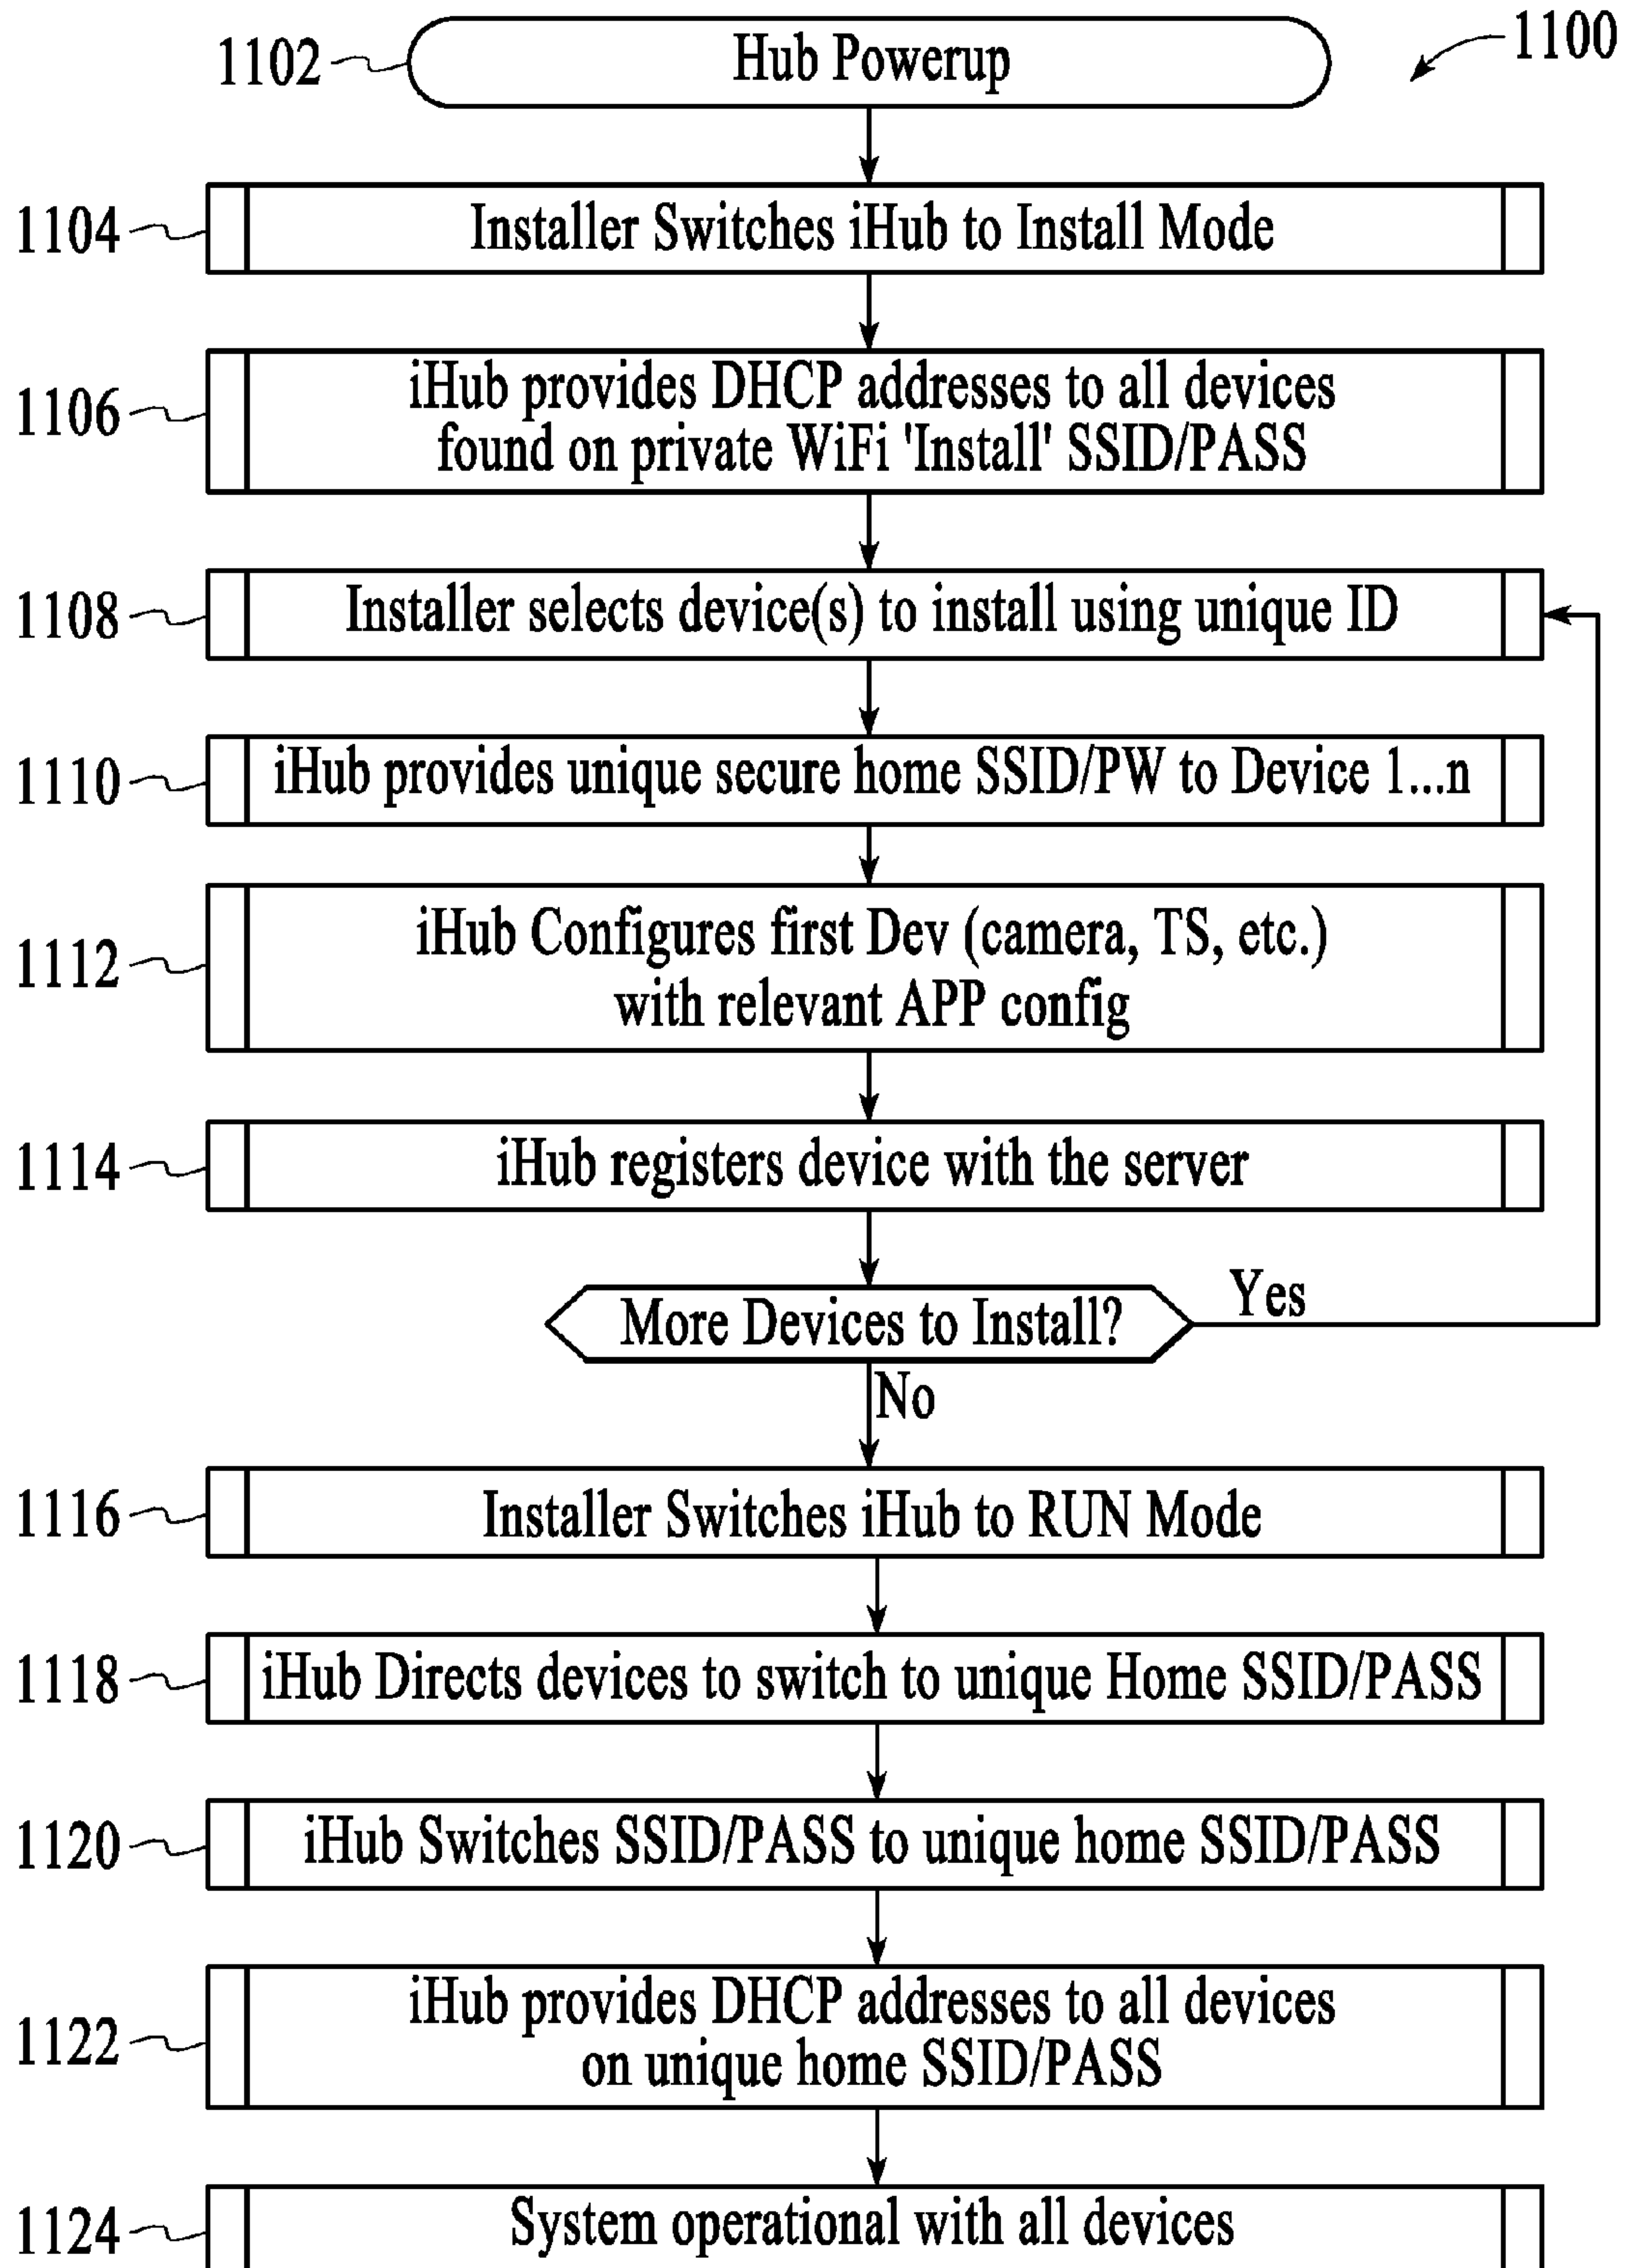 1100
1102
Hub Powerup
1104
Installer Switches iHub to Install Mode
1106
iHub provides DHCP addresses to all devices
found on private WiFi 'Install' SSID/PASS
1108
Installer selects device(s) to install using unique ID
1110
iHub provides unique secure home SSID/PW to Device 1...n
1112
iHub Configures first Dev (camera, TS, etc.)
with relevant APP config
1114
iHub registers device with the server
More Devices to Install?
Yes
No
1116
Installer Switches iHub to RUN Mode
1118
iHub Directs devices to switch to unique Home SSID/PASS
1120
iHub Switches SSID/PASS to unique home SSID/PASS
1122
iHub provides DHCP addresses to all devices
on unique home SSID/PASS
1124
System operational with all devices